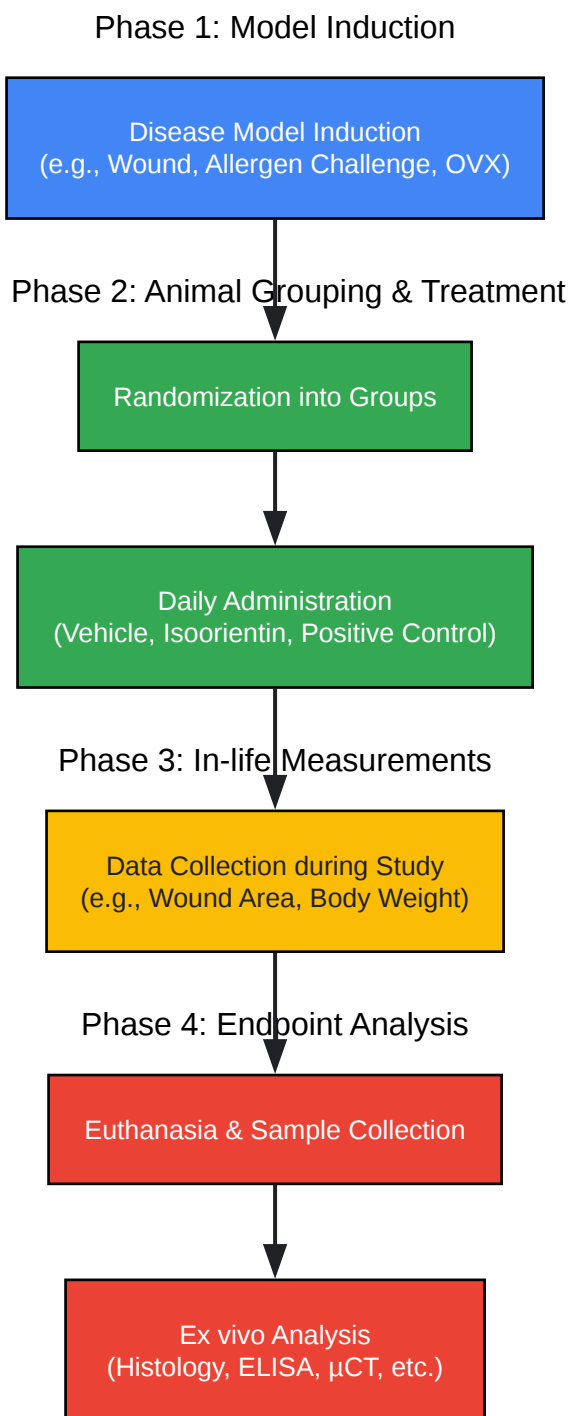 Phase 1: Model Induction
Disease Model Induction
(e.g., Wound, Allergen Challenge, OVX)
Phase 2: Animal Grouping & Treatment
Randomization into Groups
Daily Administration
(Vehicle, Isoorientin, Positive Control)
Phase 3: In-life Measurements
Data Collection during Study
(e.g., Wound Area, Body Weight)
Phase 4: Endpoint Analysis
Euthanasia & Sample Collection
Ex vivo Analysis
(Histology, ELISA, µCT, etc.)